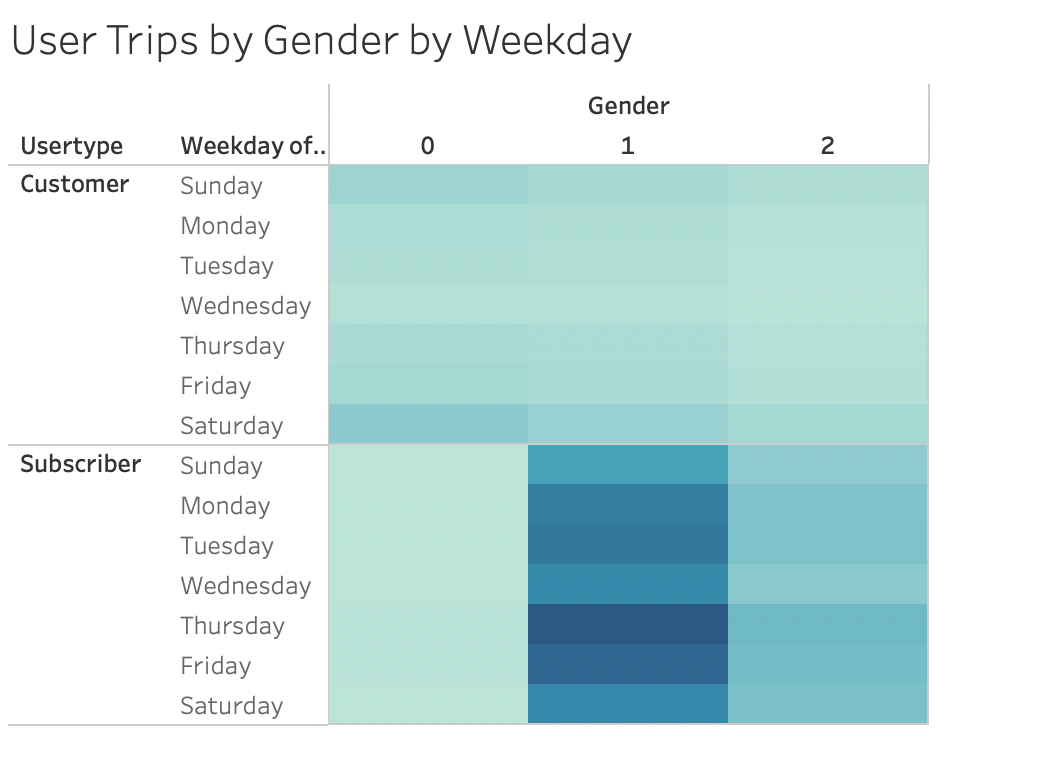 User Trips by Gender by Weekday
Gender
Usertype Weekday of.. 0 1 2
Customer Sunday
Monday
Tuesday
Wednesday
Thursday
Friday
Saturday
Subscriber Sunday
Monday
Tuesday
Wednesday
Thursday
Friday
Saturday